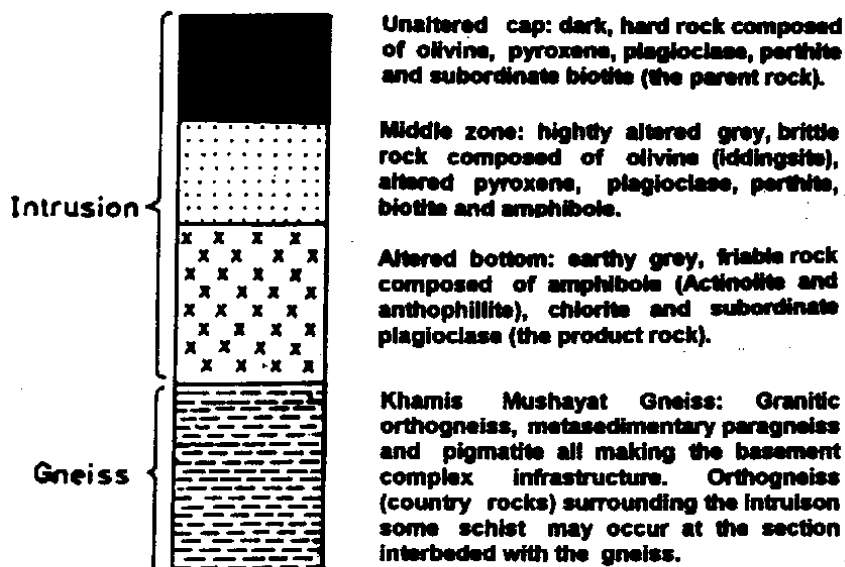 Unaltered cap: dark, hard rock composed
of olivine, pyroxene, plagioclase, perthite
and subordinate biotite (the parent rock).
Middle zone: hightly altered grey, brittle
rock composed of olivine (iddingsite),
altered pyroxene, plagioclase, perthite,
biotite and amphibole.
Intrusion
Altered bottom: earthy grey, friable rock
composed of amphibole (Actinolite and
anthophillite), chlorite and subordinate
plagioclase (the product rock).
Khamis Mushayat Gneiss: Granitic
orthogneiss, metasedimentary paragneiss
and pigmatite all making the basement
complex infrastructure. Orthogneiss
(country rocks) surrounding the intruison
some schist may occur at the section
interbeded with the gneiss.
Gneiss